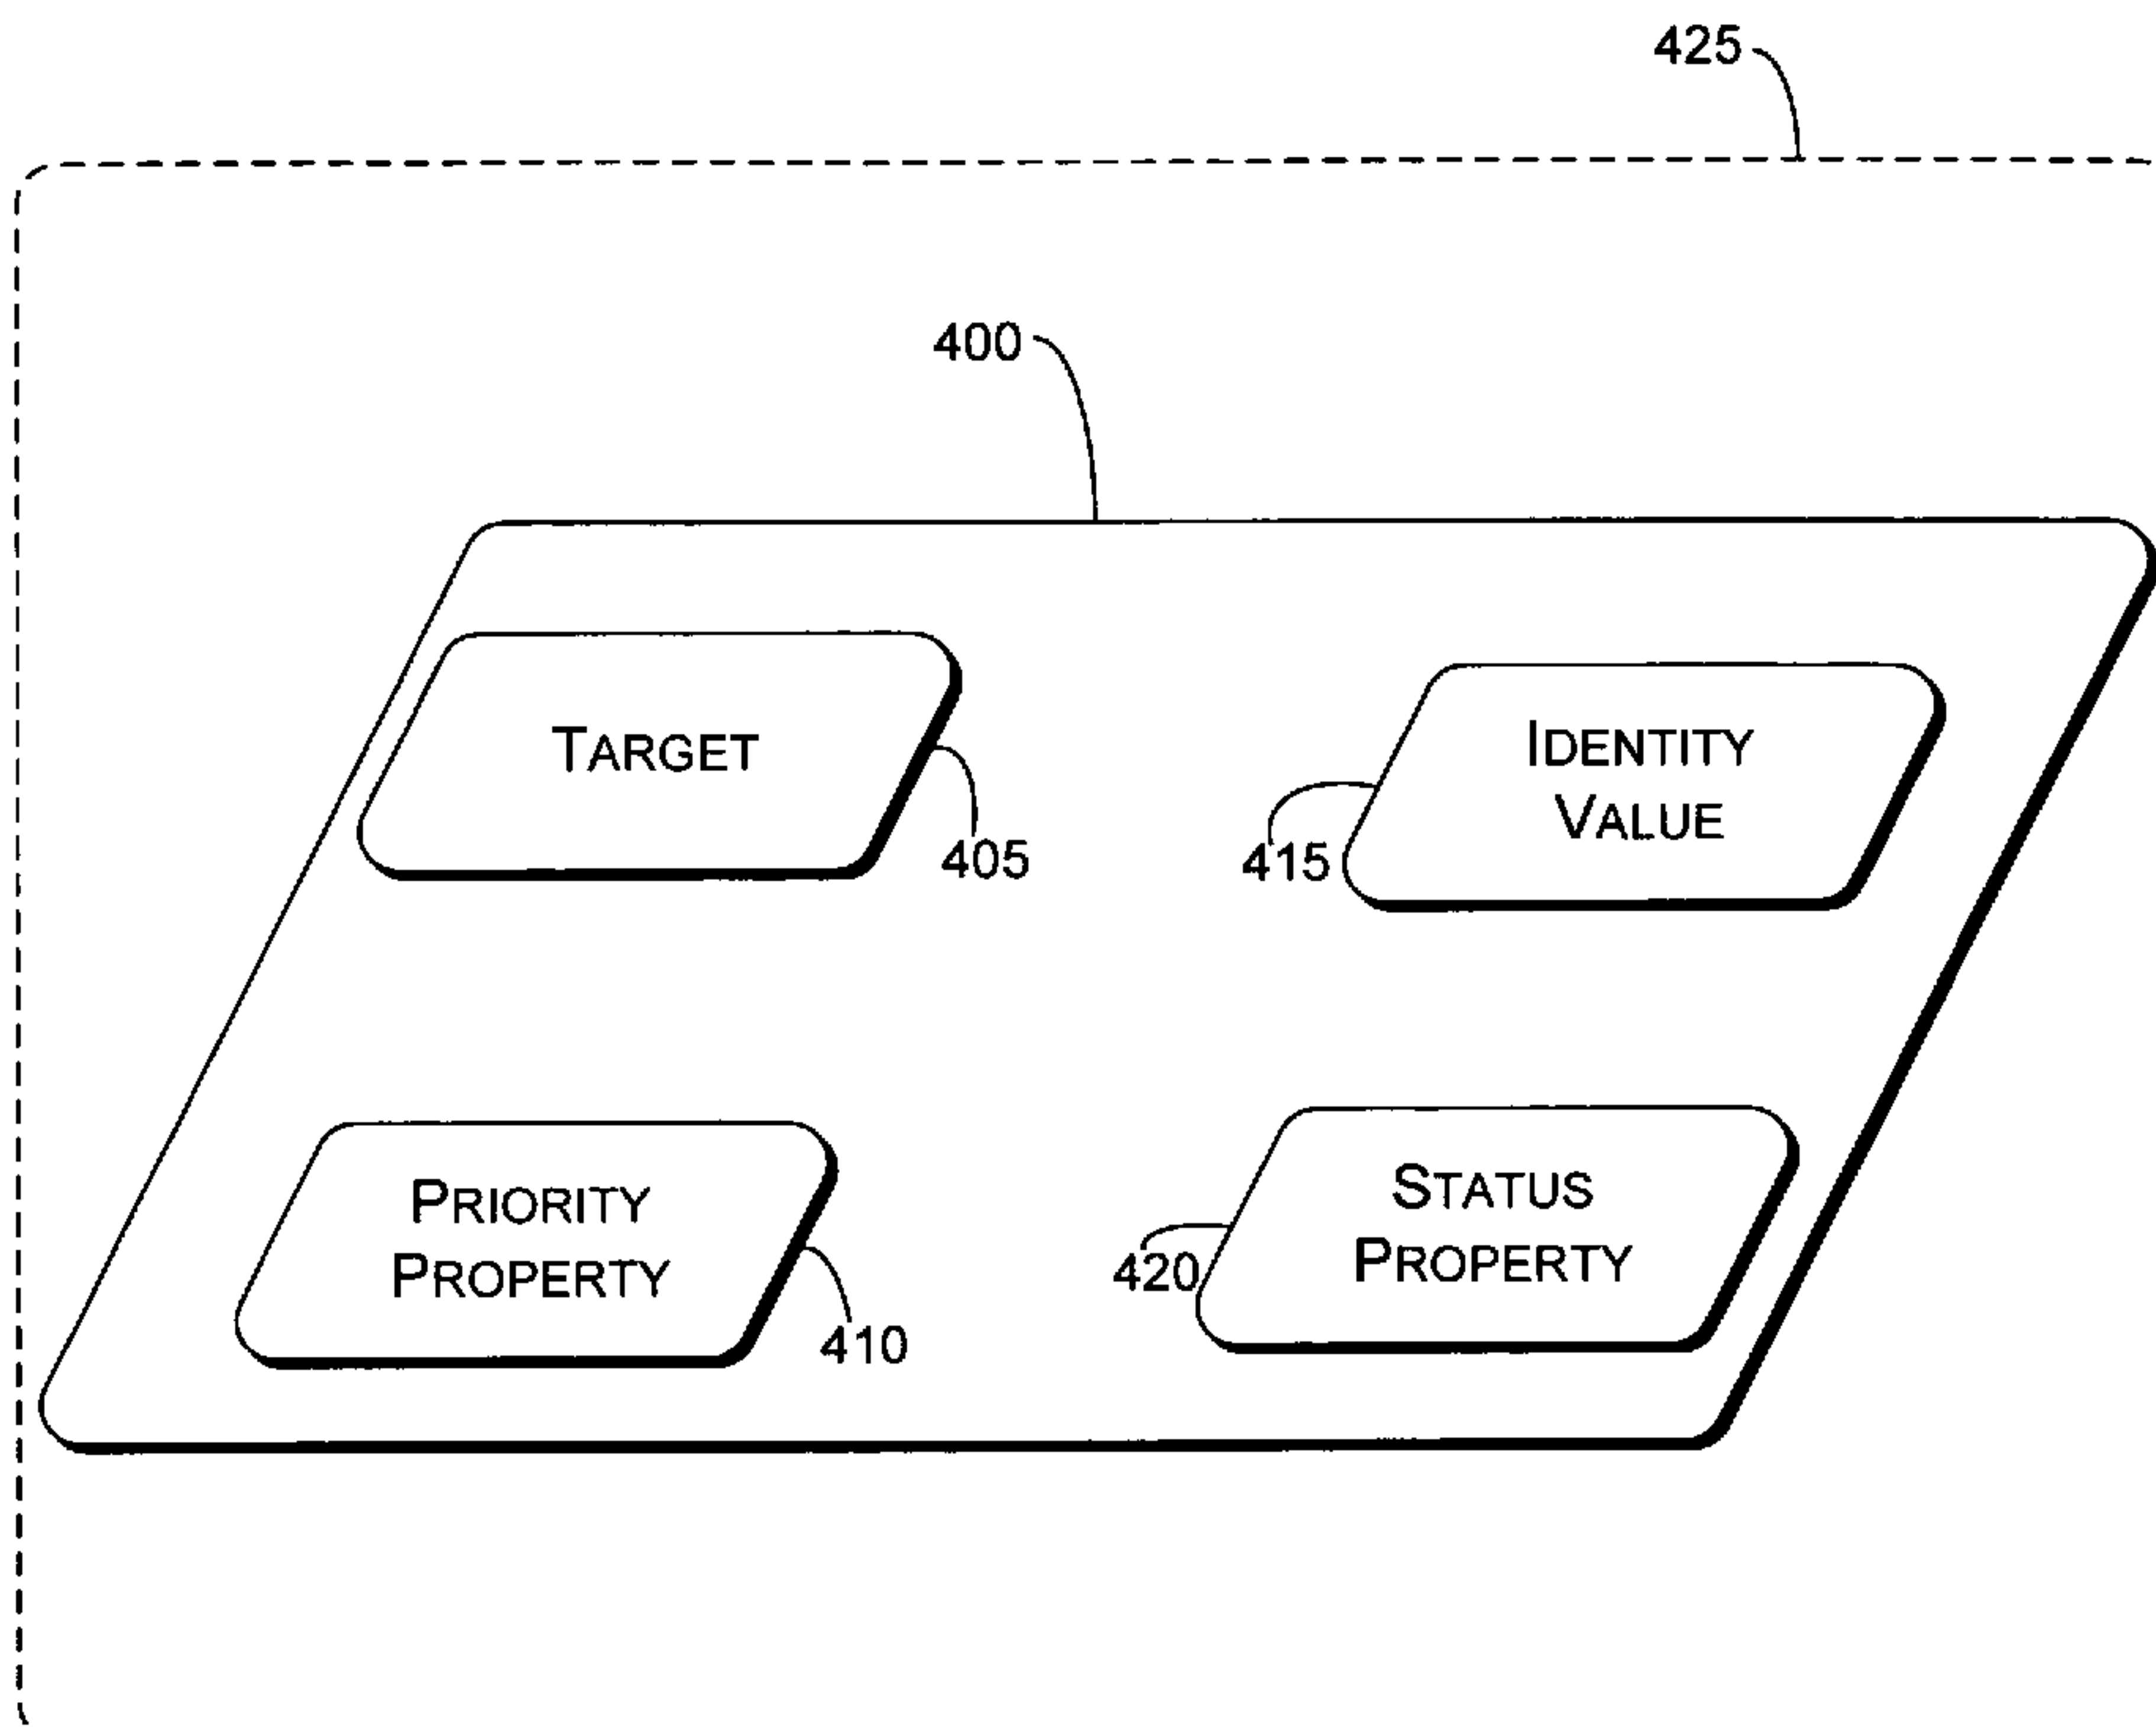 425
400
TARGET
405
IDENTITY
VALUE
415
PRIORITY
PROPERTY
410
STATUS
PROPERTY
420